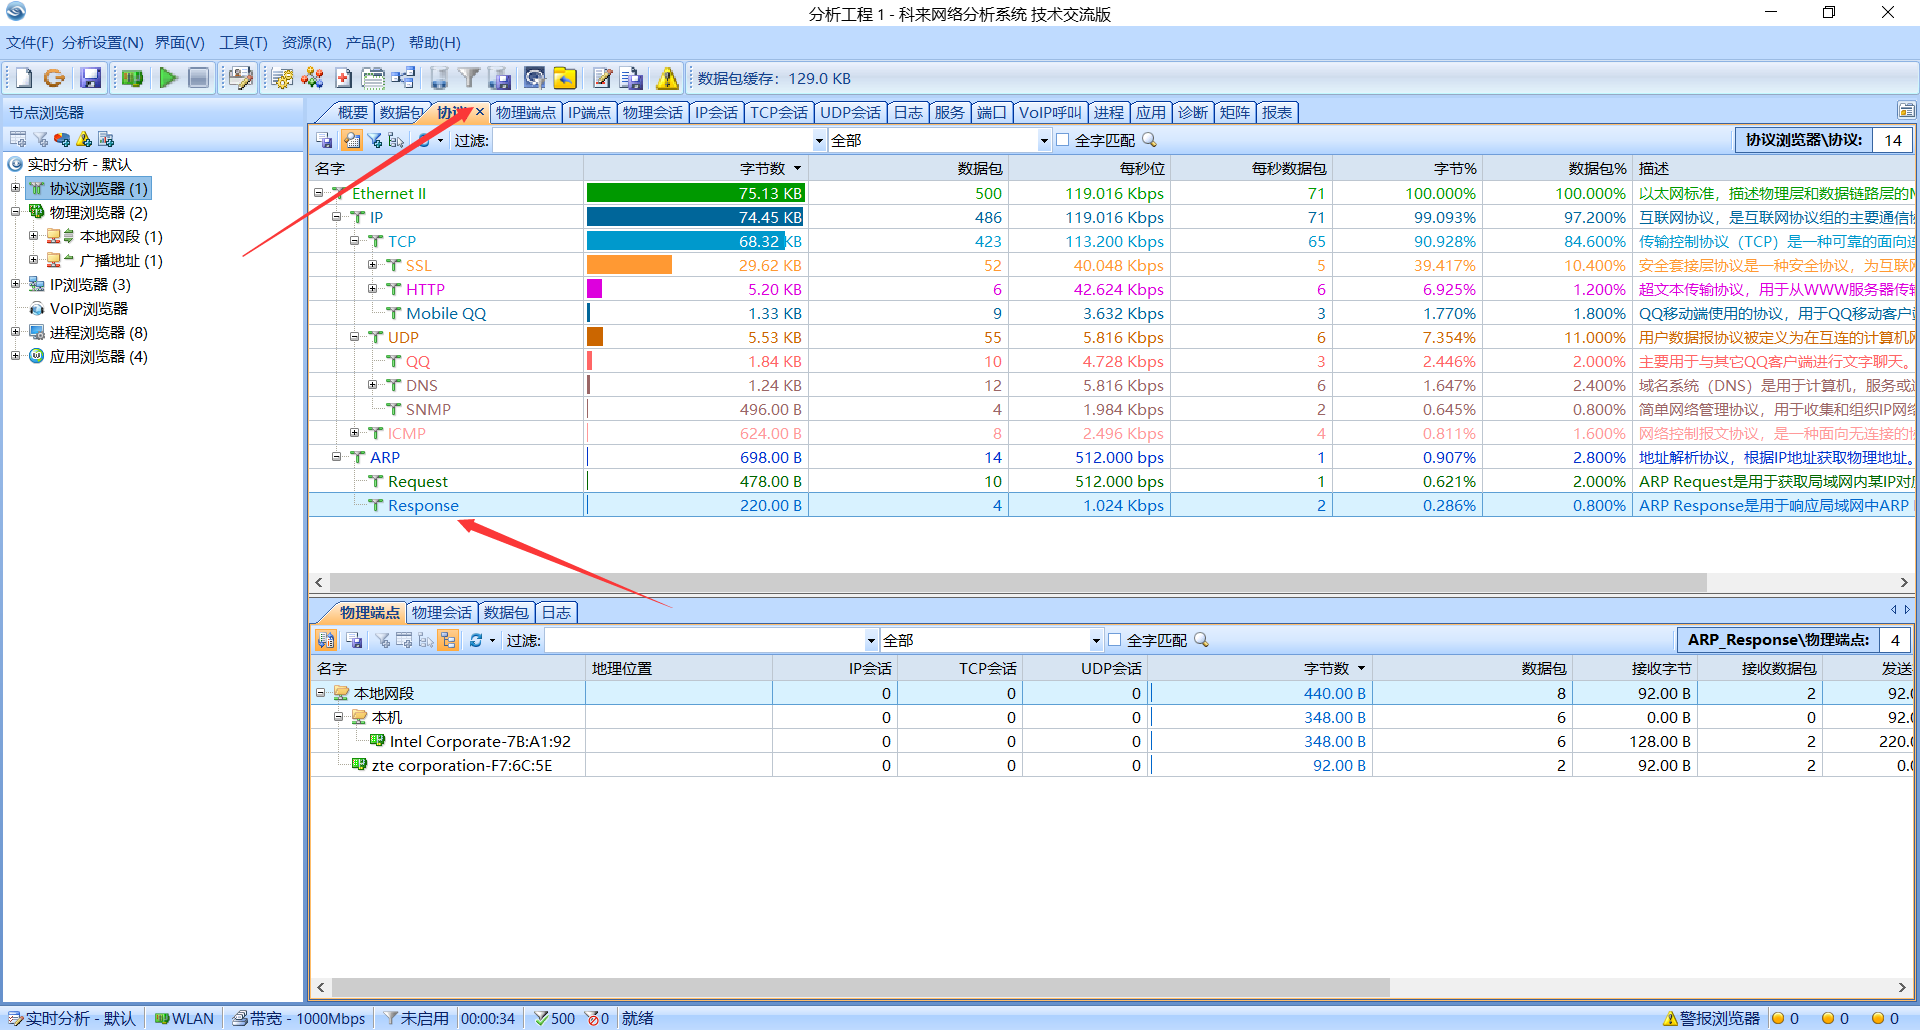 分析工程 1 - 科来网络分析系统 技术交流版
文件(F) 分析设置(N) 界面(V) 工具(T) 资源(R) 产品(P) 帮助(H)
数据包缓存: 129.0 KB
节点浏览器
实时分析 - 默认
协议浏览器 (1)
物理浏览器 (2)
本地网段 (1)
广播地址 (1)
IP浏览器 (3)
VoIP浏览器
进程浏览器 (8)
应用浏览器 (4)
概要 数据包 协议 物理端点 IP端点 物理会话 IP会话 TCP会话 UDP会话 日志 服务 端口 VoIP呼叫 进程 应用 诊断 矩阵 报表
过滤: 全部 全字匹配 协议浏览器\协议: 14
名字 字节数 数据包 每秒位 每秒数据包 字节% 数据包% 描述
Ethernet II 75.13 KB 500 119.016 Kbps 71 100.000% 100.000% 以太网标准，描述物理层和数据链路层的
IP 74.45 KB 486 119.016 Kbps 71 99.093% 97.200% 互联网协议，是互联网协议组的主要通信
TCP 68.32 KB 423 113.200 Kbps 65 90.928% 84.600% 传输控制协议（TCP）是一种可靠的面向
SSL 29.62 KB 52 40.048 Kbps 5 39.417% 10.400% 安全套接层协议是一种安全协议，为互联
HTTP 5.20 KB 6 42.624 Kbps 6 6.925% 1.200% 超文本传输协议，用于从WWW服务器传
Mobile QQ 1.33 KB 9 3.632 Kbps 3 1.770% 1.800% QQ移动端使用的协议，用于QQ移动客户
UDP 5.53 KB 55 5.816 Kbps 6 7.354% 11.000% 用户数据报协议被定义为在互连的计算机
QQ 1.84 KB 10 4.728 Kbps 3 2.446% 2.000% 主要用于与其它QQ客户端进行文字聊天。
DNS 1.24 KB 12 5.816 Kbps 6 1.647% 2.400% 域名系统（DNS）是用于计算机，服务或
SNMP 496.00 B 4 1.984 Kbps 2 0.645% 0.800% 简单网络管理协议，用于收集和组织IP网
ICMP 624.00 B 8 2.496 Kbps 4 0.811% 1.600% 网络控制报文协议，是一种面向无连接的
ARP 698.00 B 14 512.000 bps 1 0.907% 2.800% 地址解析协议，根据IP地址获取物理地址。
Request 478.00 B 10 512.000 bps 1 0.621% 2.000% ARP Request是用于获取局域网内某IP对
Response 220.00 B 4 1.024 Kbps 2 0.286% 0.800% ARP Response是用于响应局域网中ARP
物理端点 物理会话 数据包 日志
过滤: 全部 全字匹配 ARP_Response\物理端点: 4
名字 地理位置 IP会话 TCP会话 UDP会话 字节数 数据包 接收字节 接收数据包 发送
本地网段 0 0 0 440.00 B 8 92.00 B 2 92.
本机 0 0 0 348.00 B 6 0.00 B 0 92.
Intel Corporate-7B:A1:92 0 0 0 348.00 B 6 128.00 B 2 220.
zte corporation-F7:6C:5E 0 0 0 92.00 B 2 92.00 B 2 0.
实时分析 - 默认 WLAN 带宽 - 1000Mbps 未启用 00:00:34 500 0 就绪 警报浏览器 0 0 0